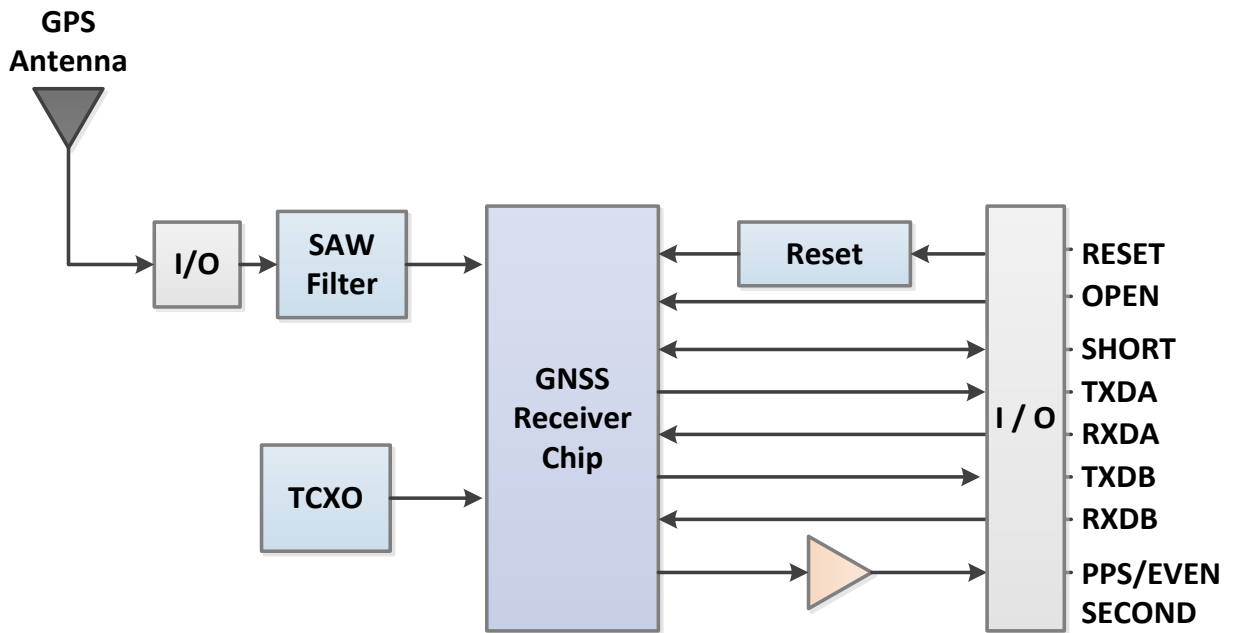 GPS
Antenna
I/O
SAW
Filter
TCXO
GNSS
Receiver
Chip
Reset
I / O
RESET
OPEN
SHORT
TXDA
RXDA
TXDB
RXDB
PPS/EVEN
SECOND